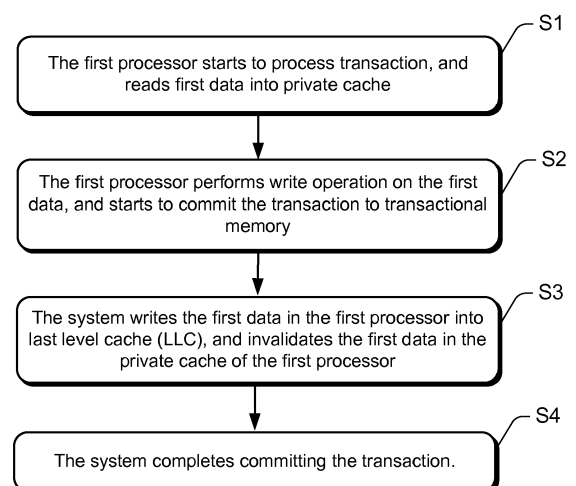 S1
The first processor starts to process transaction, and
reads first data into private cache
S2
The first processor performs write operation on the first
data, and starts to commit the transaction to transactional
memory
S3
The system writes the first data in the first processor into
last level cache (LLC), and invalidates the first data in the
private cache of the first processor
S4
The system completes committing the transaction.